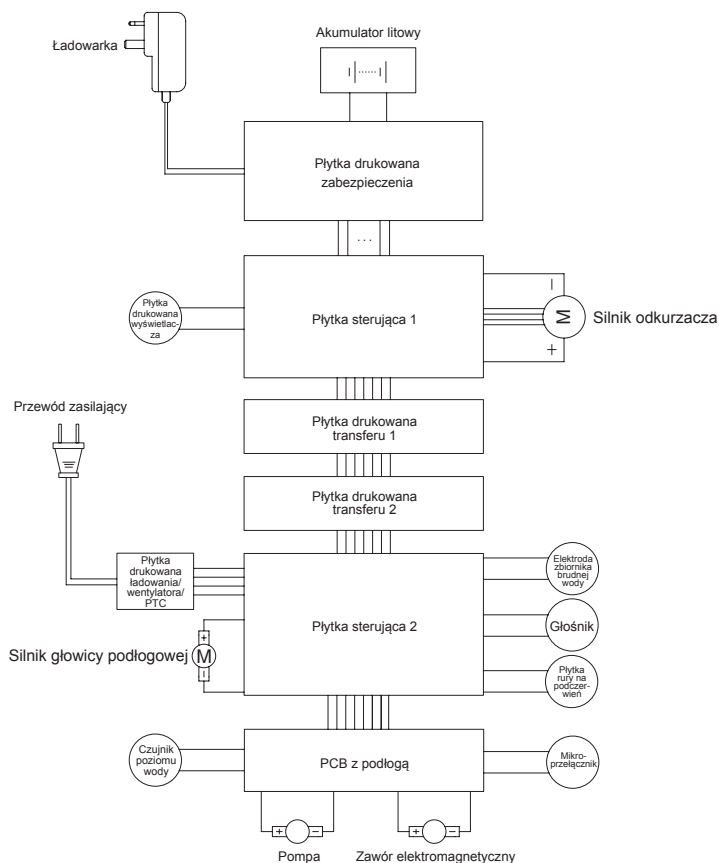 Ładowarka
Akumulator litowy
Płytka drukowana
zabezpieczenia
...
Płytka
drukowana
wyświetlac-
za
Płytka sterująca 1
–
M
+
Silnik odkurzacza
Przewód zasilający
Płytka drukowana
transferu 1
Płytka drukowana
transferu 2
Płytka
drukowana
ładowania/
wentylatora/
PTC
Płytka sterująca 2
Elektroda
zbiornika
brudnej
wody
Głośnik
Płytka
rury na
podczer-
wień
Silnik głowicy podłogowej
+
M
–
Czujnik
poziomu
wody
PCB z podłogą
Mikro-
przełącznik
+ –
+ –
Pompa
Zawór elektromagnetyczny